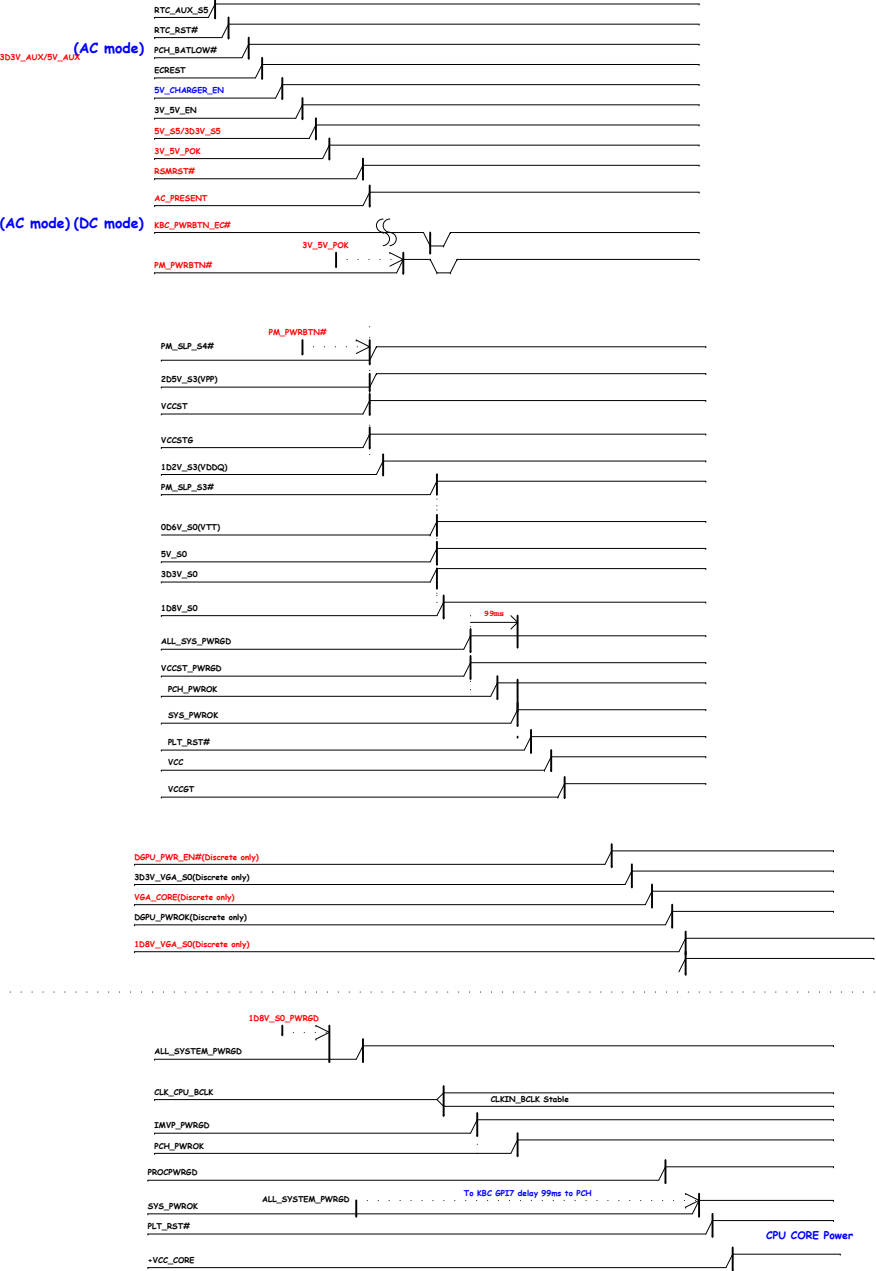 RTC_AUX_S5
RTC_RST#
(AC mode) PCH_BATLOW#
3D3V_AUX/5V_AUX
ECREST
5V_CHARGER_EN
3V_5V_EN
5V_S5/3D3V_S5
3V_5V_POK
RSMRST#
AC_PRESENT
(AC mode) (DC mode) KBC_PWRBTN_EC#
3V_5V_POK
PM_PWRBTN#
PM_PWRBTN#
PM_SLP_S4#
2D5V_S3(VPP)
VCCST
VCCSTG
1D2V_S3(VDDQ)
PM_SLP_S3#
0D6V_S0(VTT)
5V_S0
3D3V_S0
1D8V_S0
99ms
ALL_SYS_PWRGD
VCCST_PWRGD
PCH_PWROK
SYS_PWROK
PLT_RST#
VCC
VCCGT
DGPU_PWR_EN#(Discrete only)
3D3V_VGA_S0(Discrete only)
VGA_CORE(Discrete only)
DGPU_PWROK(Discrete only)
1D8V_VGA_S0(Discrete only)
1D8V_S0_PWRGD
ALL_SYSTEM_PWRGD
CLK_CPU_BCLK
CLKIN_BCLK Stable
IMVP_PWRGD
PCH_PWROK
PROCPWRGD
To KBC GPI7 delay 99ms to PCH
ALL_SYSTEM_PWRGD
SYS_PWROK
PLT_RST#
CPU CORE Power
+VCC_CORE